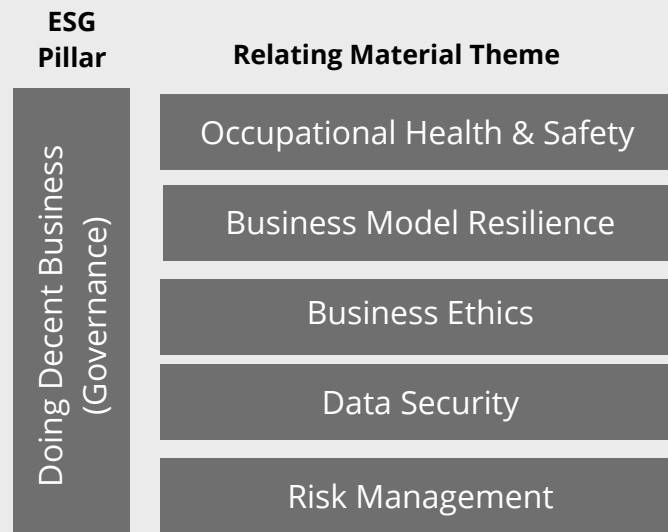 ESG
Pillar
Relating Material Theme
Doing Decent Business
(Governance)
Occupational Health & Safety
Business Model Resilience
Business Ethics
Data Security
Risk Management